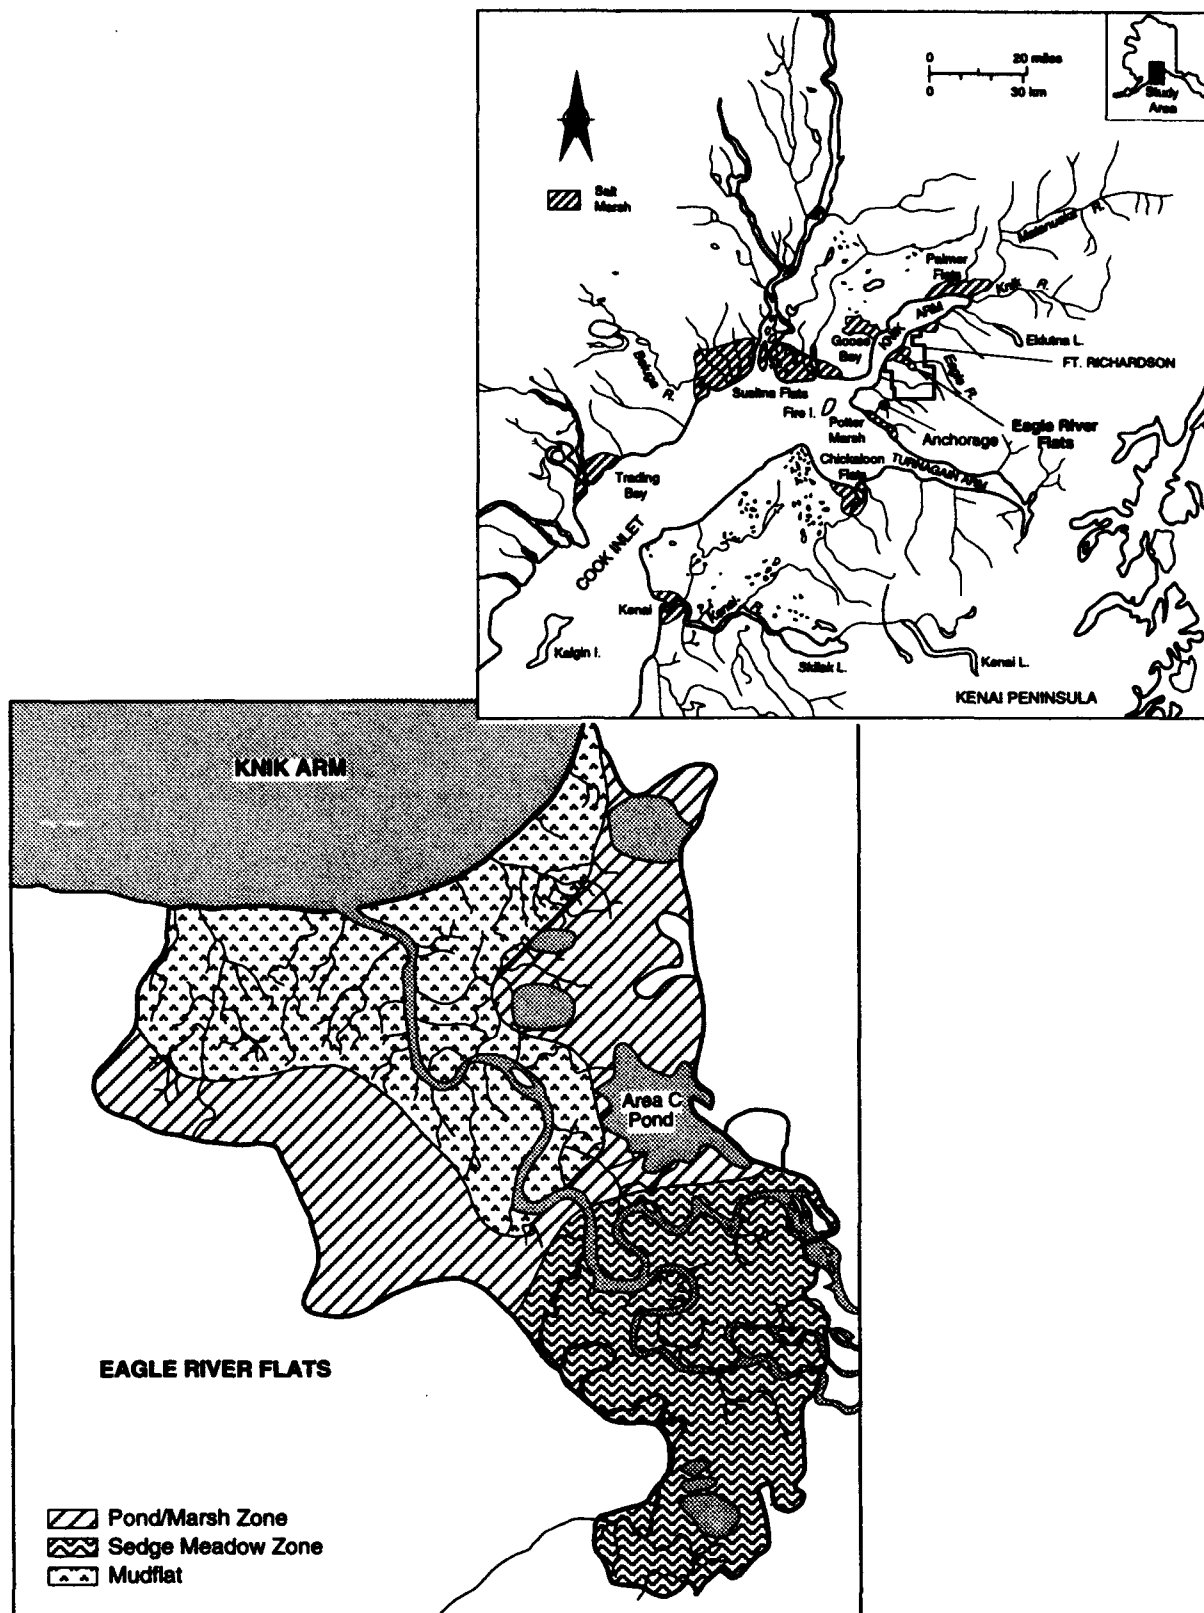 0 20 miles
0 30 km
Study
Area
Salt
Marsh
Matanuska R.
Palmer
Flats
Knik R.
KNIK ARM
Goose
Bay
Eklutna L.
FT. RICHARDSON
Beluga R.
Eagle R.
Susitna Flats
Fire I.
Potter
Marsh
Anchorage
Eagle River
Flats
Chickaloon
Flats
TURNAGAIN ARM
Trading
Bay
COOK INLET
Kenai
Kenai R.
Kalgin I.
Skilak L.
Kenai L.
KENAI PENINSULA
KNIK ARM
Area C
Pond
EAGLE RIVER FLATS
Pond/Marsh Zone
Sedge Meadow Zone
Mudflat